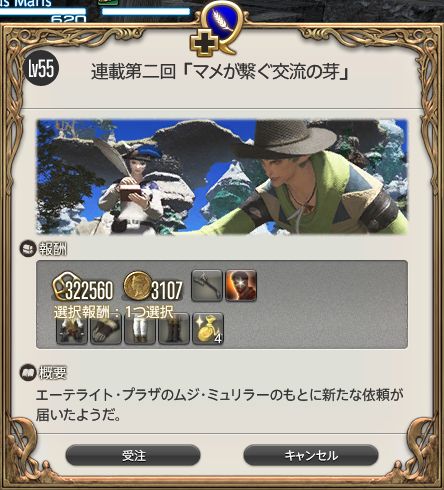 us Maris
620
Lv55
連載第二回「マメが繋ぐ交流の芽」
報酬
322560 3107
選択報酬:1つ選択
4
概要
エーテライト・プラザのムジ・ミュリラーのもとに新たな依頼が
届いたようだ。
受注 キャンセル